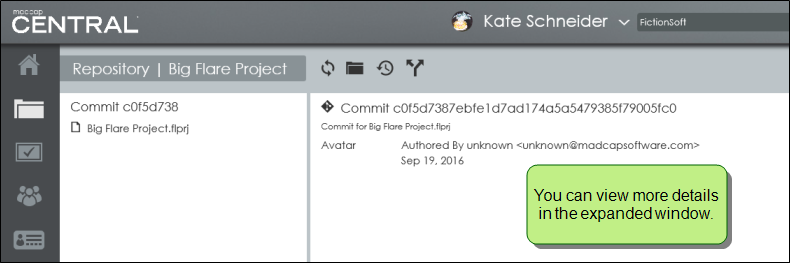 madcap
CENTRAL
Kate Schneider
FictionSoft
Repository | Big Flare Project
Commit c0f5d738
Big Flare Project.flprj
Commit c0f5d7387ebfe1d7ad174a5a5479385f79005fc0
Commit for Big Flare Project.flprj
Avatar Authored By unknown <unknown@madcapsoftware.com>
Sep 19, 2016
You can view more details
in the expanded window.